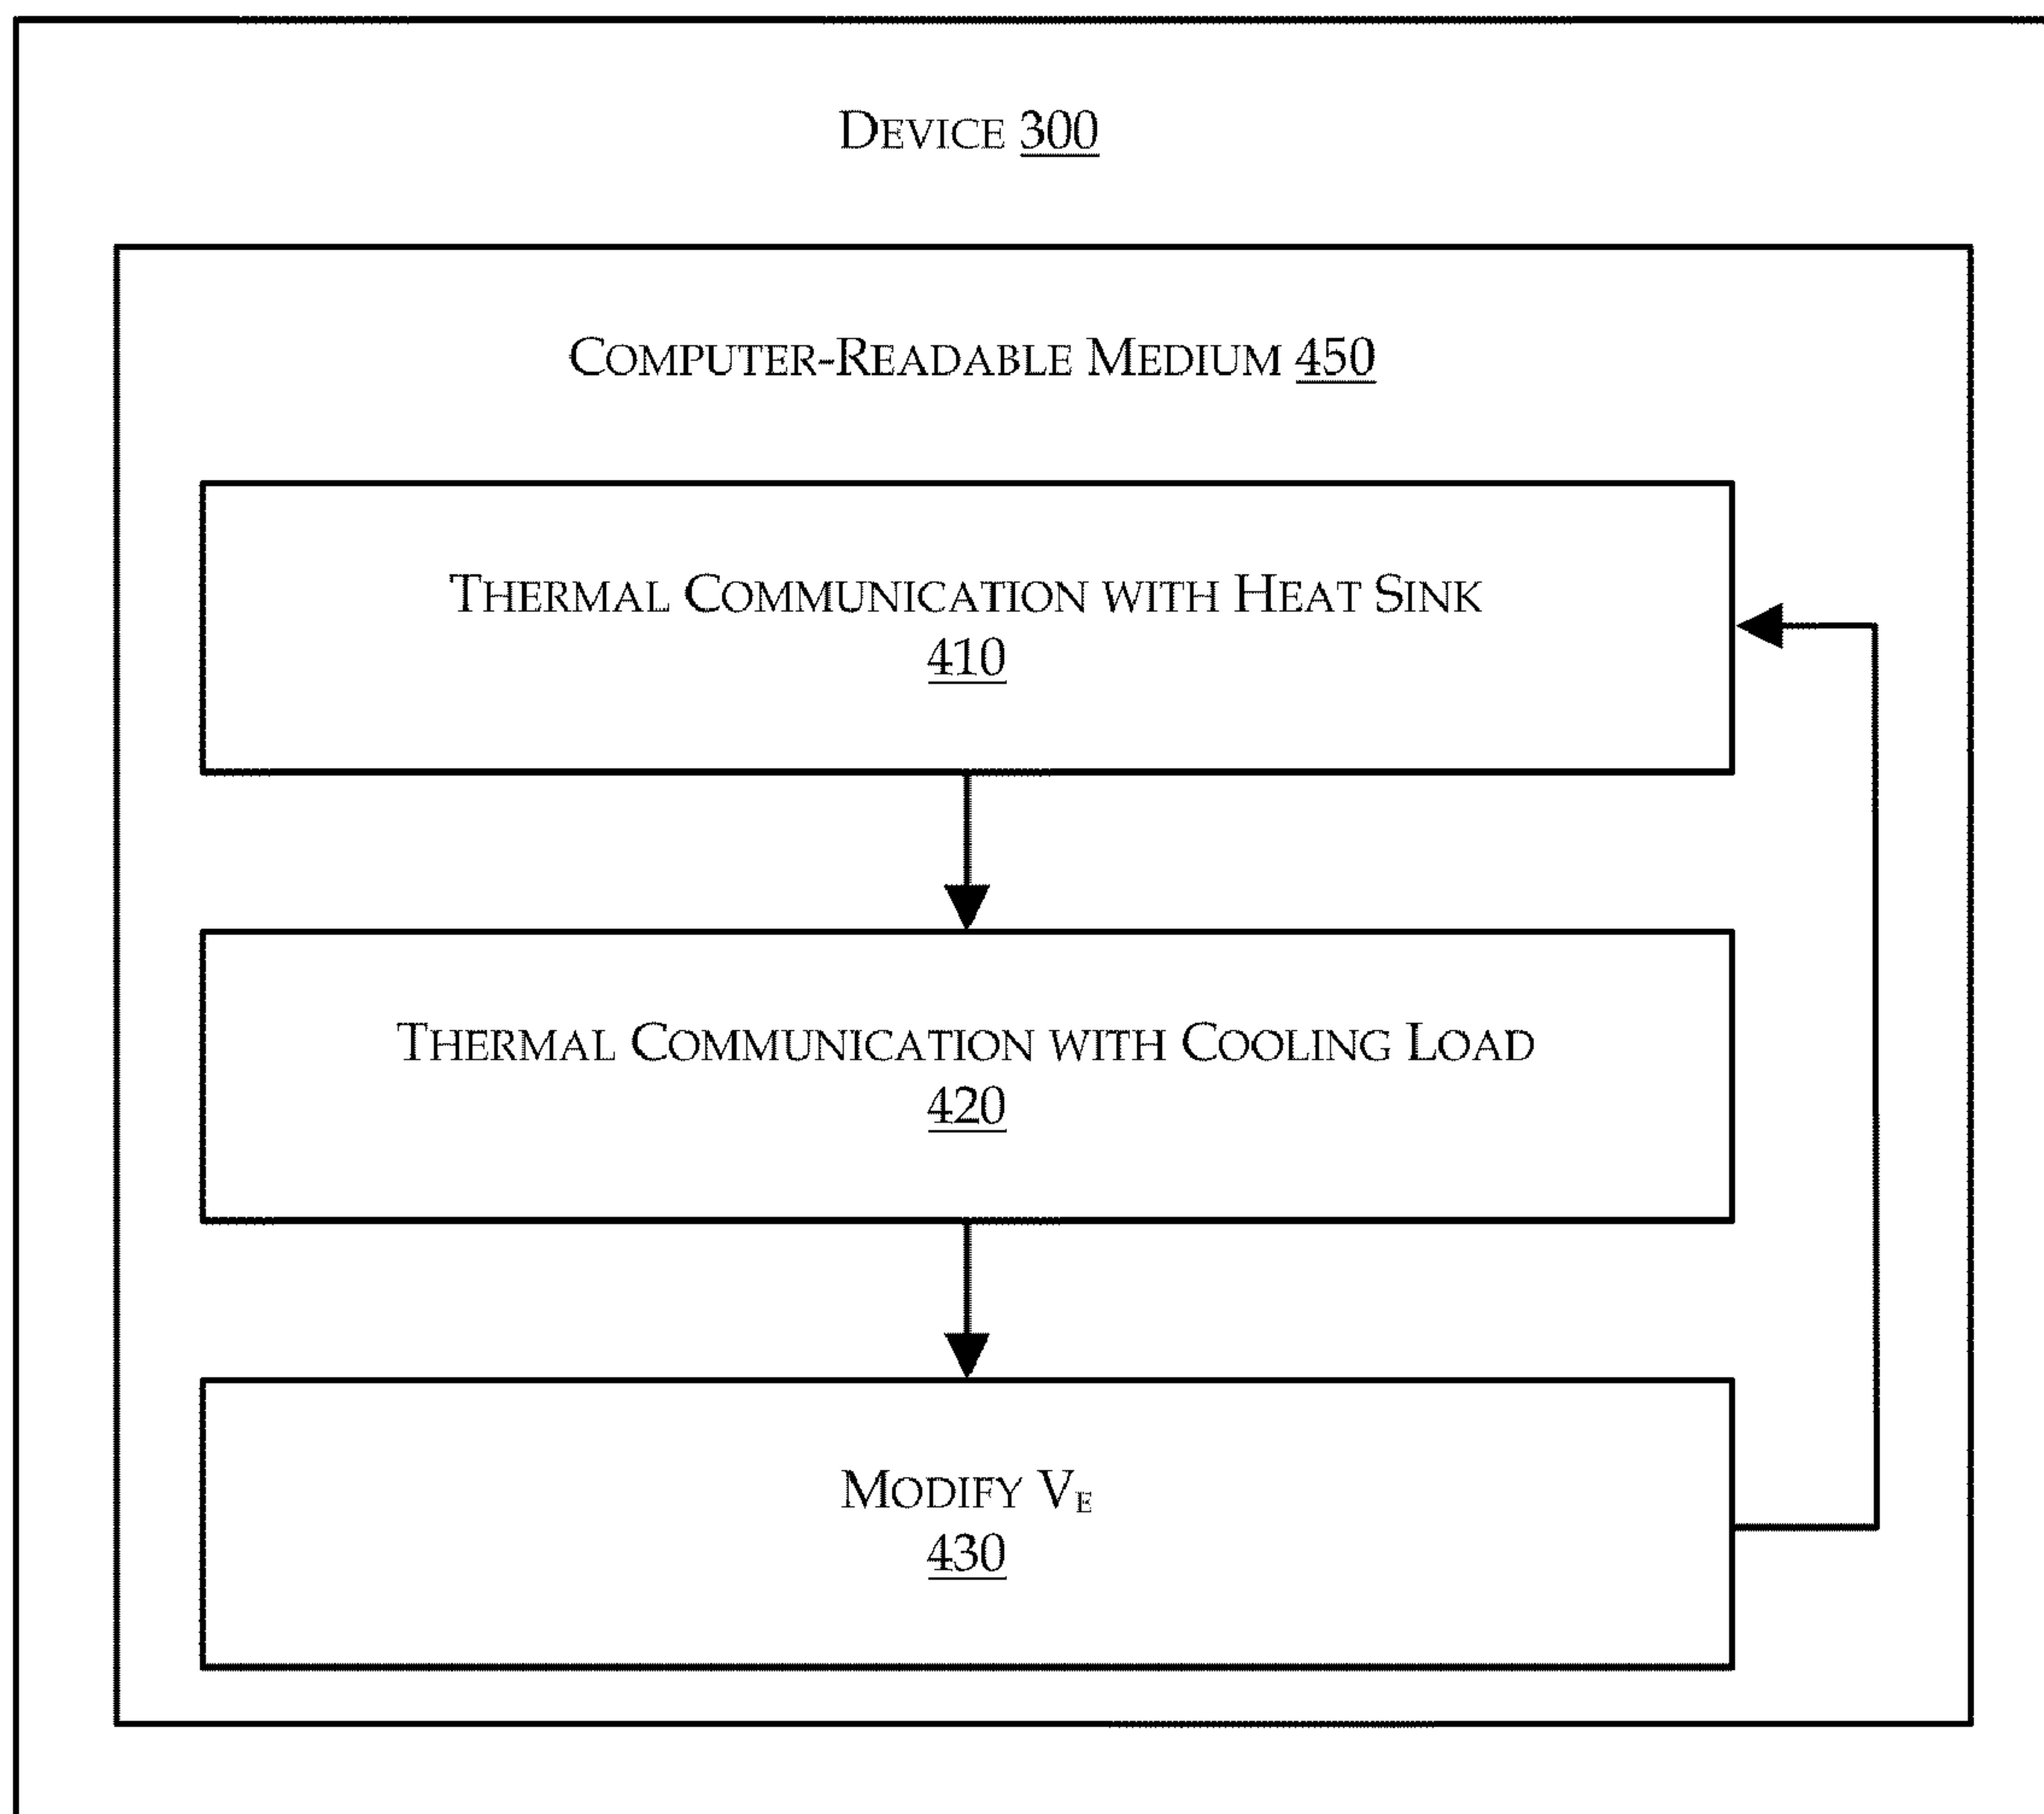 DEVICE 300
COMPUTER-READABLE MEDIUM 450
THERMAL COMMUNICATION WITH HEAT SINK
410
THERMAL COMMUNICATION WITH COOLING LOAD
420
MODIFY VE
430